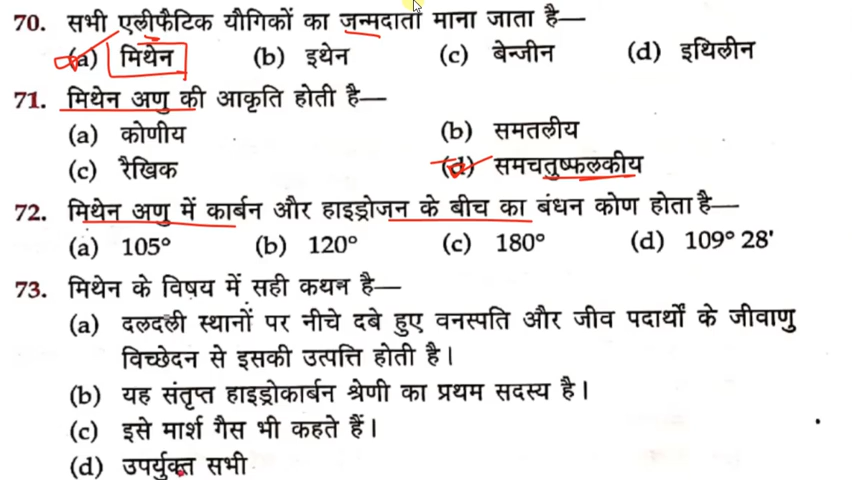 70. सभी एलीफैटिक यौगिकों का जन्मदाता माना जाता है—
(a) मिथेन (b) इथेन (c) बेन्जीन (d) इथिलीन
71. मिथेन अणु की आकृति होती है—
(a) कोणीय (b) समतलीय
(c) रैखिक (d) समचतुष्फलकीय
72. मिथेन अणु में कार्बन और हाइड्रोजन के बीच का बंधन कोण होता है—
(a) 105° (b) 120° (c) 180° (d) 109° 28'
73. मिथेन के विषय में सही कथन है—
(a) दलदली स्थानों पर नीचे दबे हुए वनस्पति और जीव पदार्थों के जीवाणु
विच्छेदन से इसकी उत्पत्ति होती है।
(b) यह संतृप्त हाइड्रोकार्बन श्रेणी का प्रथम सदस्य है।
(c) इसे मार्श गैस भी कहते हैं।
(d) उपर्युक्त सभी